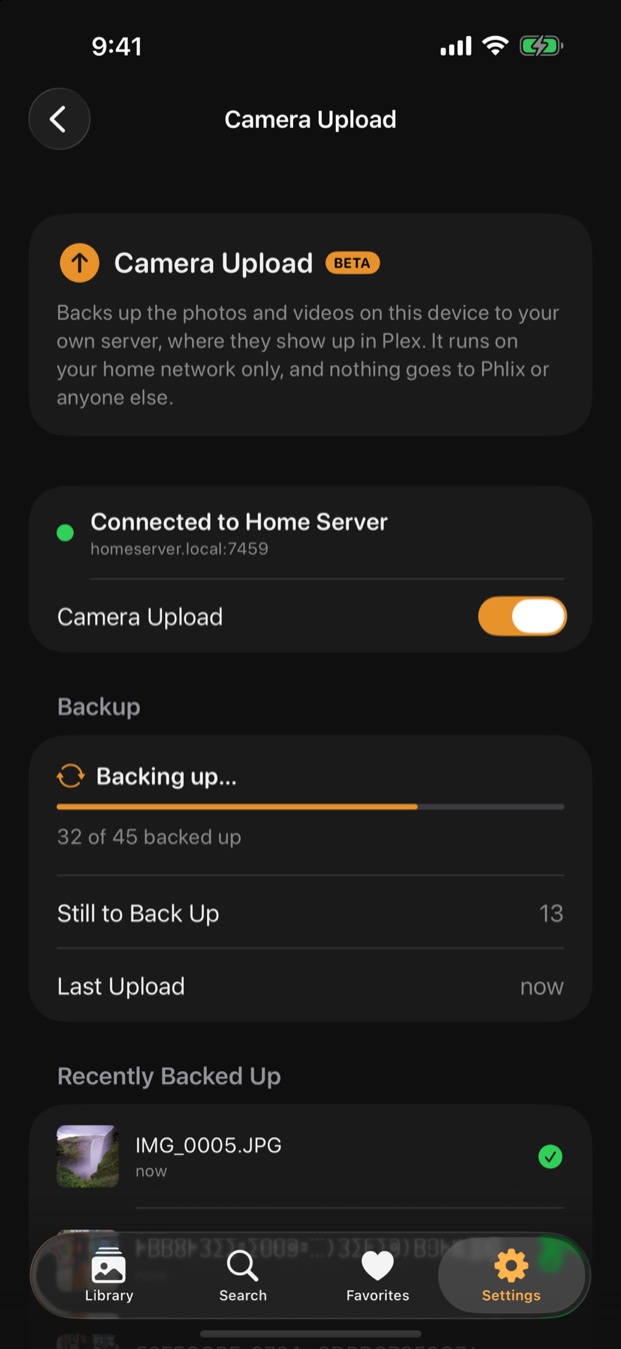 9:41
Camera Upload
Camera Upload BETA
Backs up the photos and videos on this device to your
own server, where they show up in Plex. It runs on
your home network only, and nothing goes to Phlix or
anyone else.
Connected to Home Server
homeserver.local:7459
Camera Upload
Backup
Backing up...
32 of 45 backed up
Still to Back Up 13
Last Upload now
Recently Backed Up
IMG_0005.JPG
now
Library Search Favorites Settings